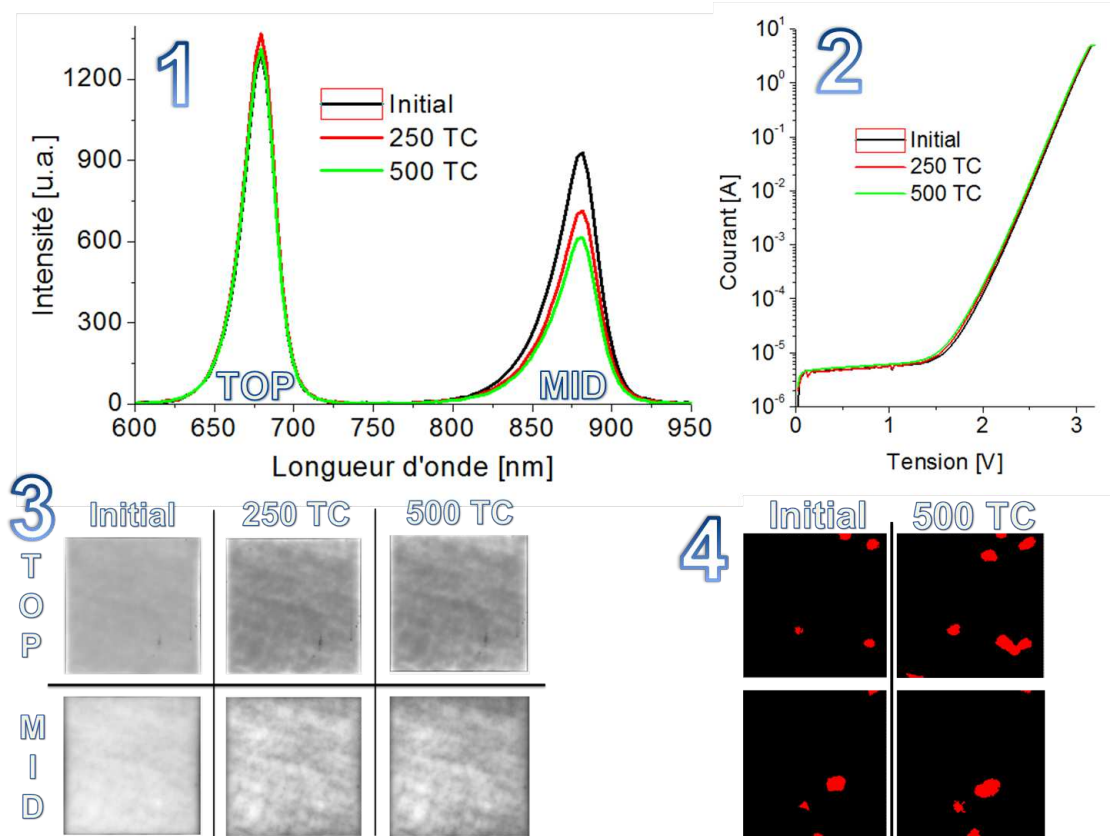 1
1200
900
600
300
0
Intensité [u.a.]
Initial
250 TC
500 TC
TOP
MID
600 650 700 750 800 850 900 950
Longueur d'onde [nm]
2
10^1
10^0
10^-1
10^-2
10^-3
10^-4
10^-5
10^-6
Courant [A]
Initial
250 TC
500 TC
0 1 2 3
Tension [V]
3
Initial 250 TC 500 TC
TOP
MID
4
Initial 500 TC